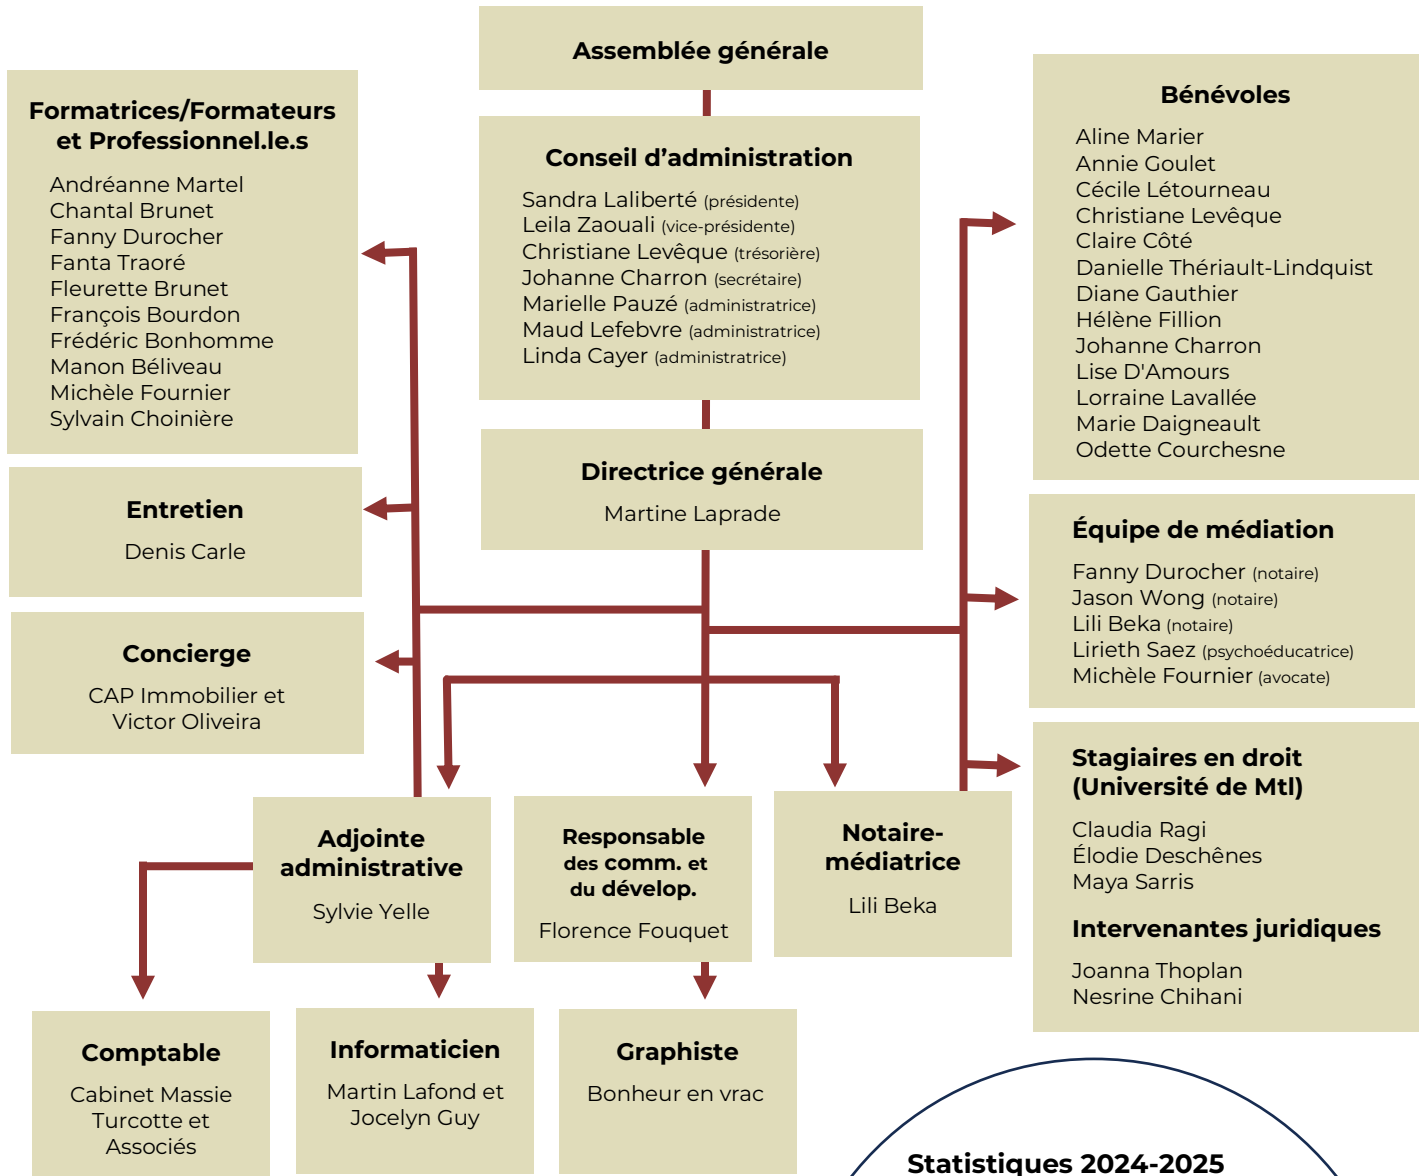 Assemblée générale
Formatrices/Formateurs
et Professionnel.le.s
Andréanne Martel
Chantal Brunet
Fanny Durocher
Fanta Traoré
Fleurette Brunet
François Bourdon
Frédéric Bonhomme
Manon Béliveau
Michèle Fournier
Sylvain Choinière
Conseil d’administration
Sandra Laliberté (présidente)
Leila Zaouali (vice-présidente)
Christiane Levêque (trésorière)
Johanne Charron (secrétaire)
Marielle Pauzé (administratrice)
Maud Lefebvre (administratrice)
Linda Cayer (administratrice)
Bénévoles
Aline Marier
Annie Goulet
Cécile Létourneau
Christiane Levêque
Claire Côté
Danielle Thériault-Lindquist
Diane Gauthier
Hélène Fillion
Johanne Charron
Lise D'Amours
Lorraine Lavallée
Marie Daigneault
Odette Courchesne
Directrice générale
Martine Laprade
Entretien
Denis Carle
Équipe de médiation
Fanny Durocher (notaire)
Jason Wong (notaire)
Lili Beka (notaire)
Lirieth Saez (psychoéducatrice)
Michèle Fournier (avocate)
Concierge
CAP Immobilier et
Victor Oliveira
Stagiaires en droit
(Université de Mtl)
Claudia Ragi
Élodie Deschênes
Maya Sarris
Intervenantes juridiques
Joanna Thoplan
Nesrine Chihani
Adjointe
administrative
Sylvie Yelle
Responsable
des comm. et
du dévelop.
Florence Fouquet
Notaire-
médiatrice
Lili Beka
Comptable
Cabinet Massie
Turcotte et
Associés
Informaticien
Martin Lafond et
Jocelyn Guy
Graphiste
Bonheur en vrac
Statistiques 2024-2025